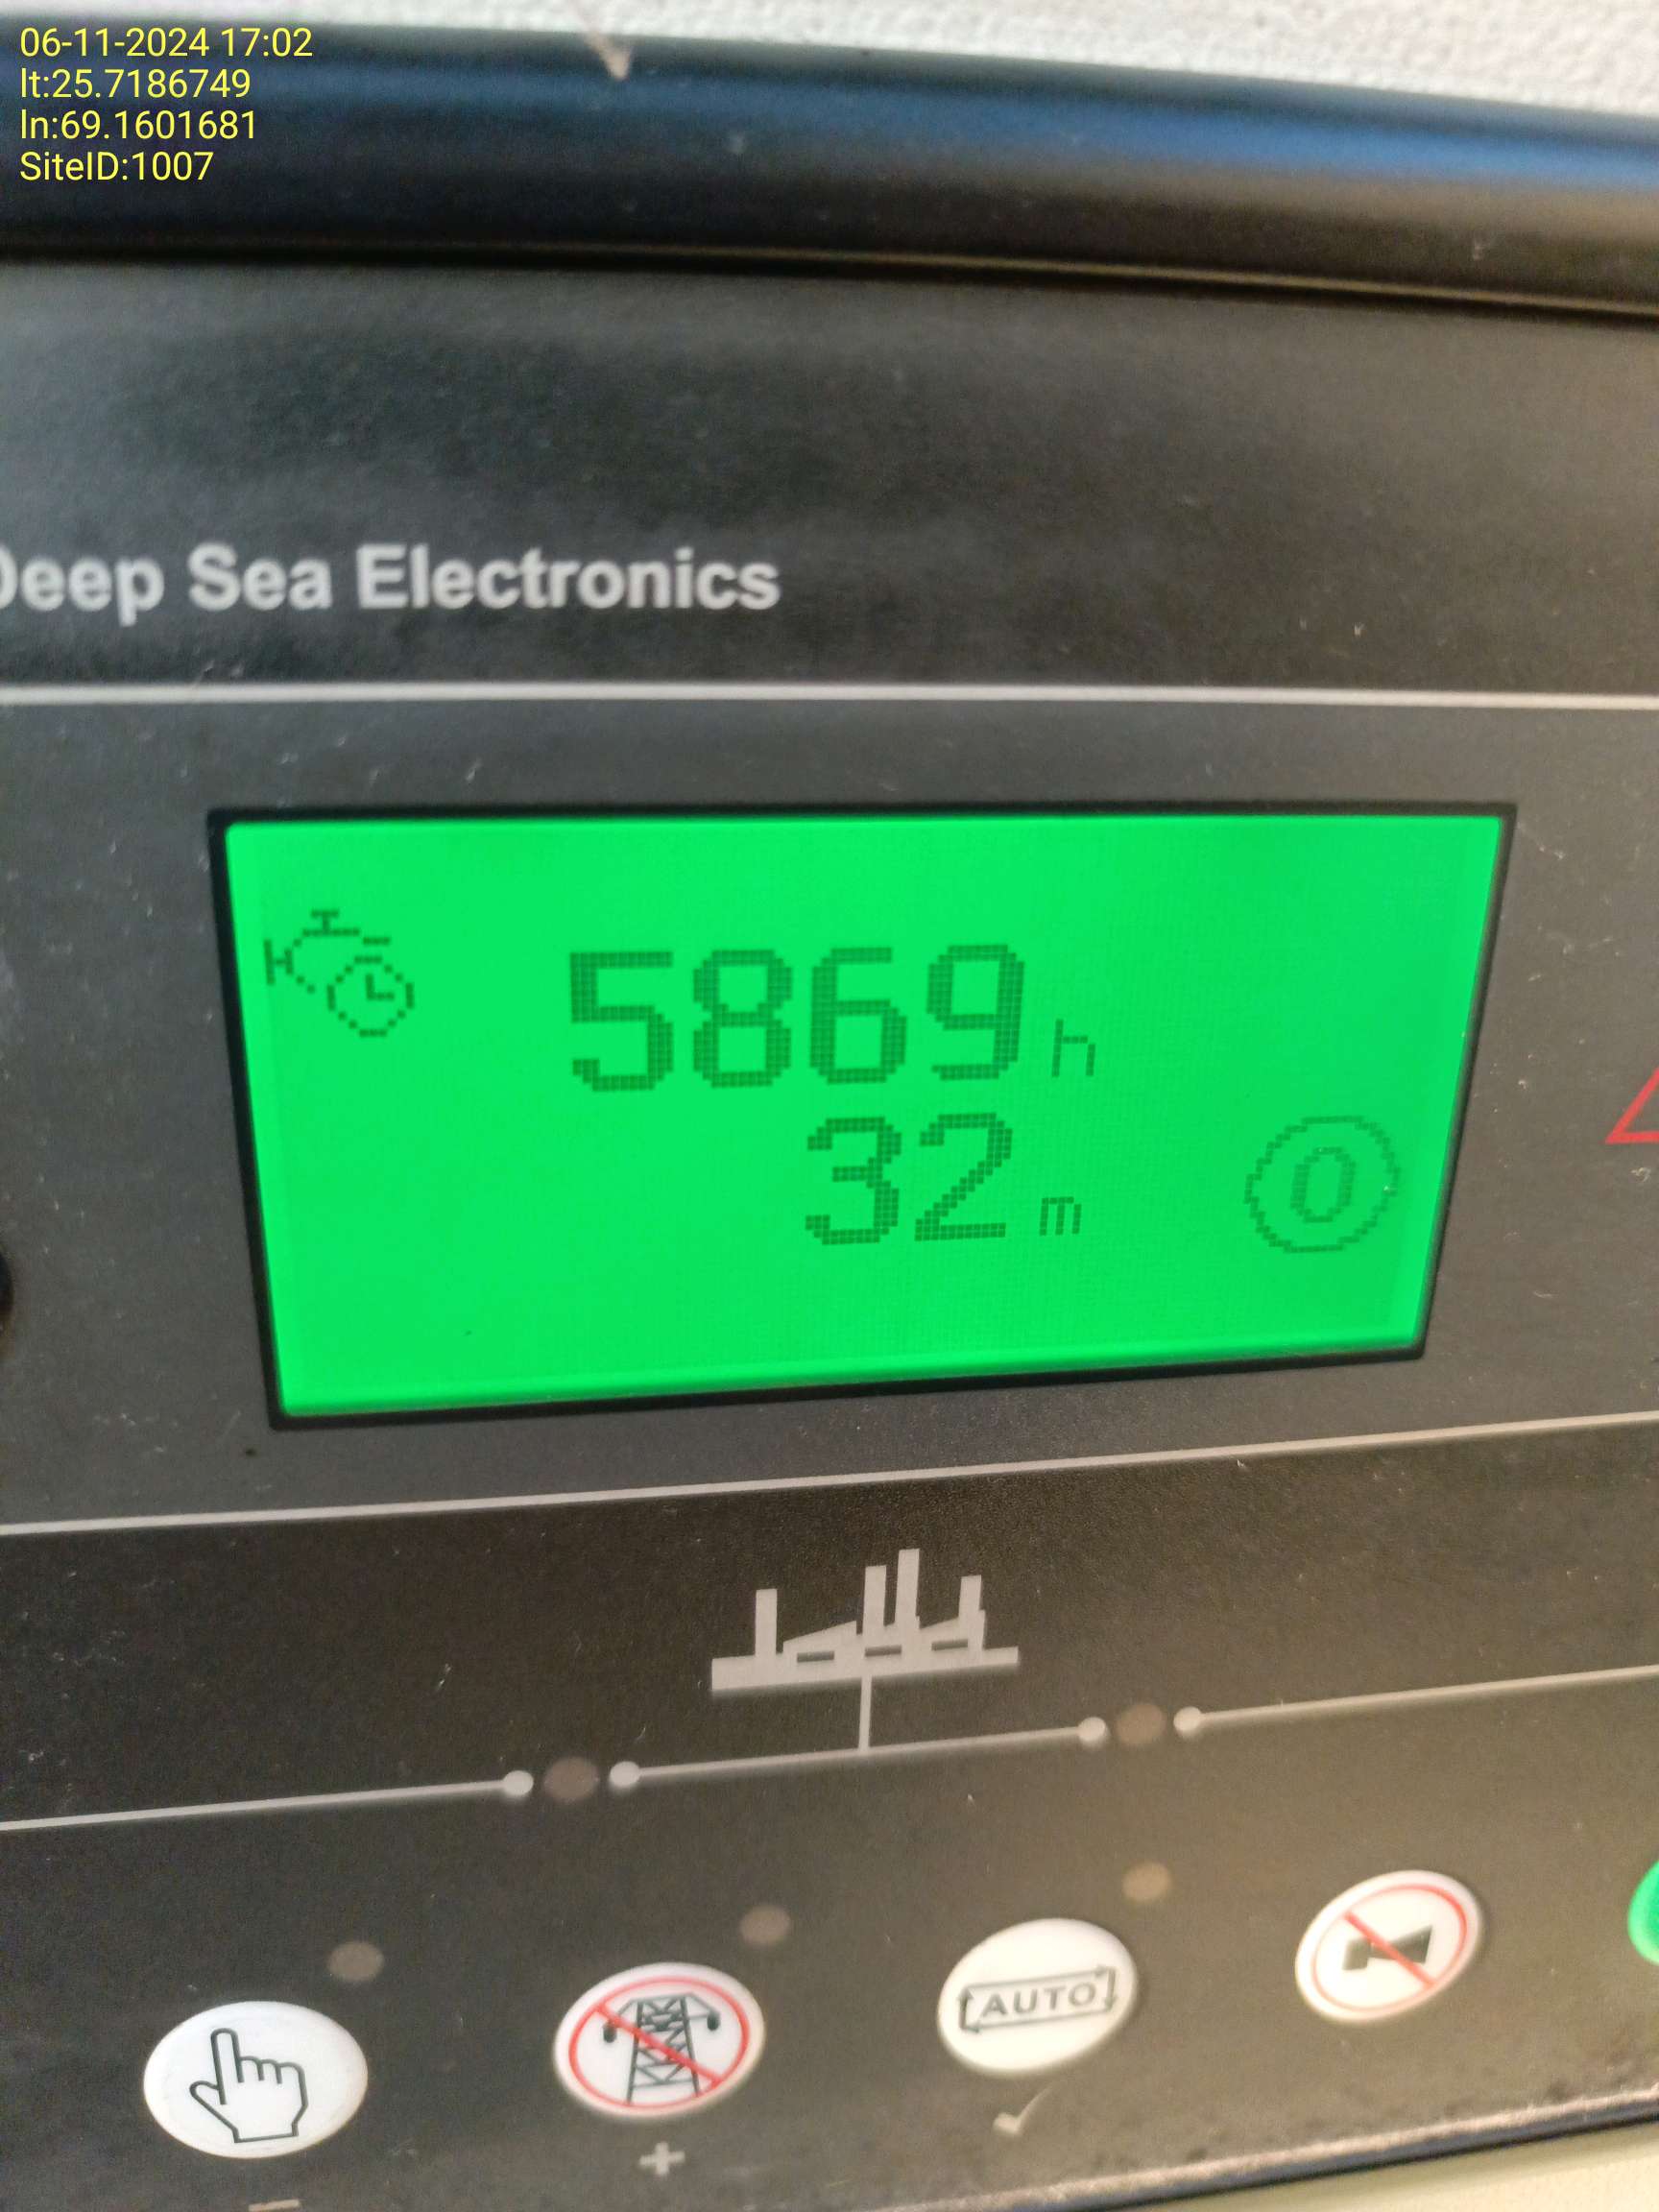 06-11-2024 17:02
lt:25.7186749
ln:69.1601681
SiteID:1007
Deep Sea Electronics
5869 h
32 m
0
AUTO
+
-